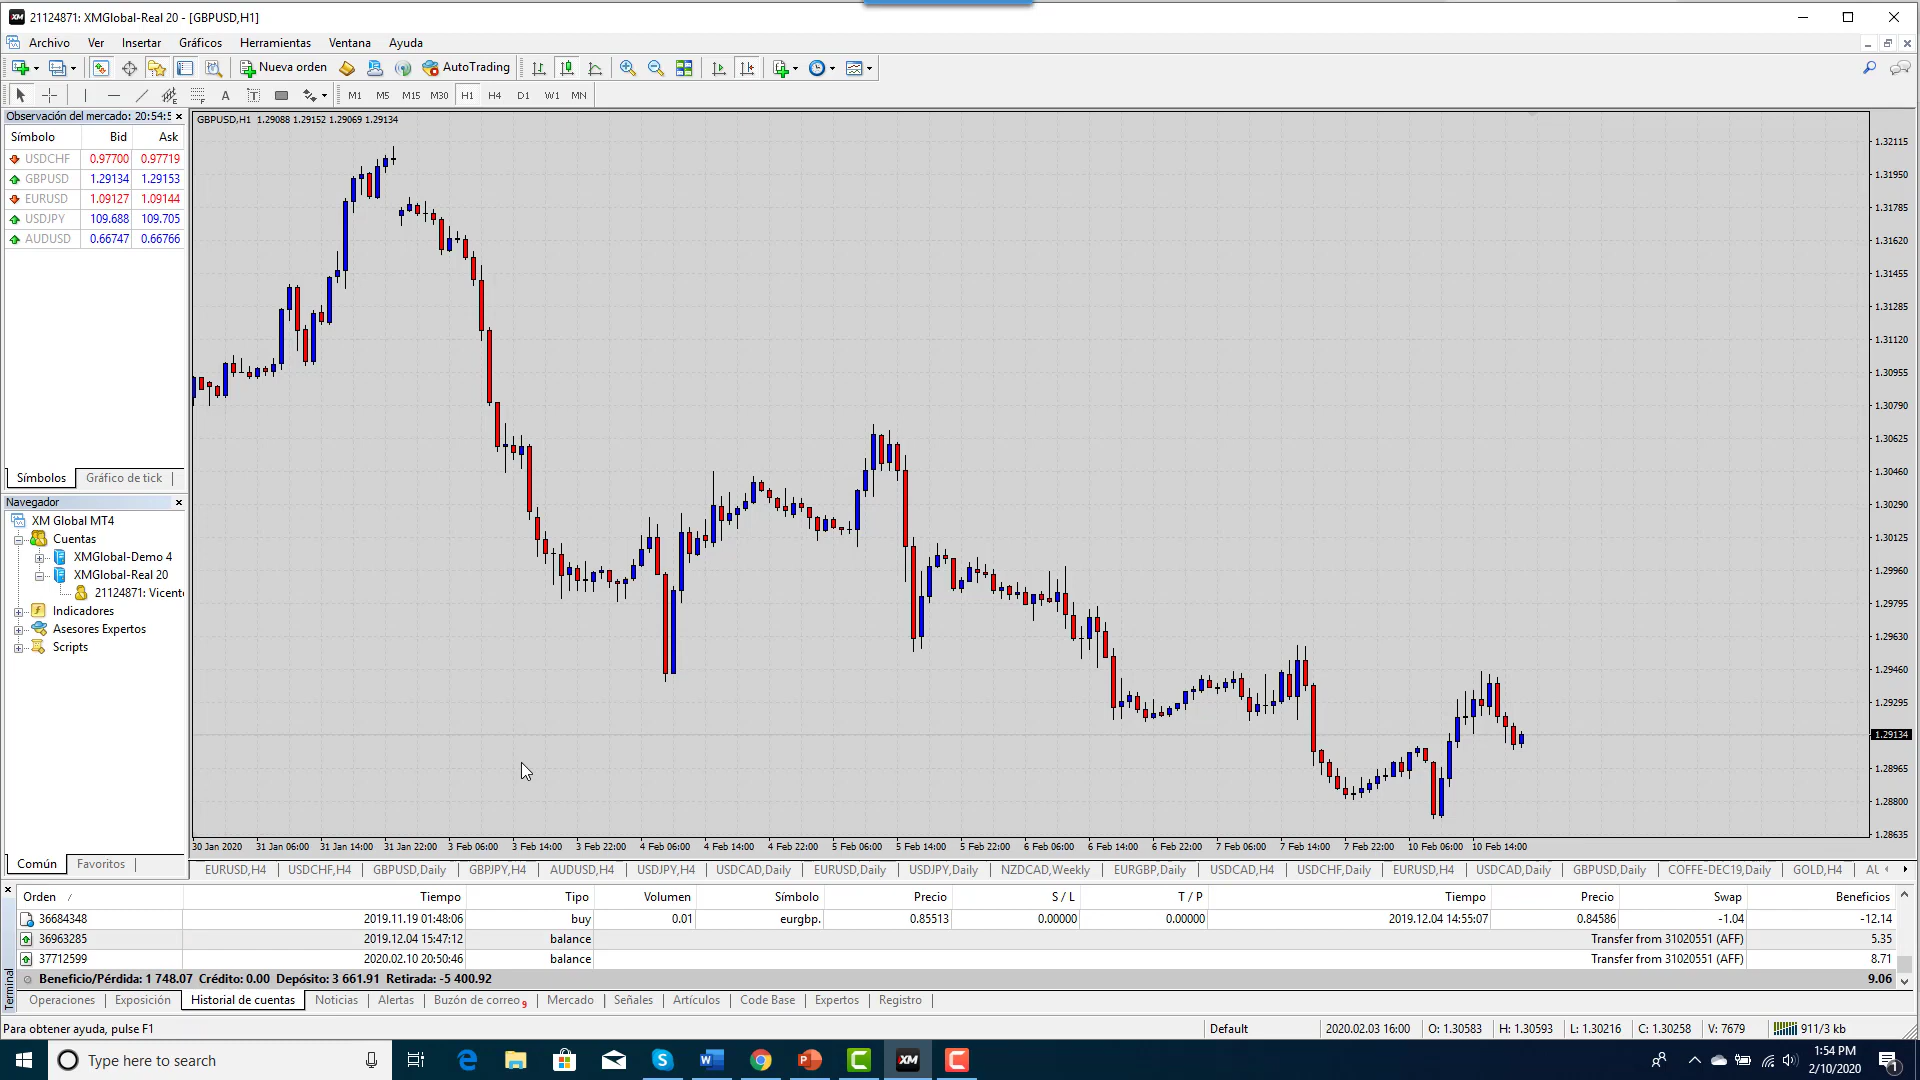 21124871: XMGlobal-Real 20 - [GBPUSD,H1]
Archivo Ver Insertar Gráficos Herramientas Ventana Ayuda
Nueva orden AutoTrading
M1 M5 M15 M30 H1 H4 D1 W1 MN
Observación del mercado: 20:54:5
Símbolo Bid Ask
USDCHF 0.97700 0.97719
GBPUSD 1.29134 1.29153
EURUSD 1.09127 1.09144
USDJPY 109.688 109.705
AUDUSD 0.66747 0.66766
Símbolos Gráfico de tick
Navegador
XM Global MT4
Cuentas
XMGlobal-Demo 4
XMGlobal-Real 20
21124871: Vicente
Indicadores
Asesores Expertos
Scripts
Común Favoritos
GBPUSD,H1 1.29088 1.29152 1.29069 1.29134
1.32115
1.31950
1.31785
1.31620
1.31455
1.31285
1.31120
1.30955
1.30790
1.30625
1.30460
1.30290
1.30125
1.29960
1.29795
1.29630
1.29460
1.29295
1.29134
1.28965
1.28800
1.28635
30 Jan 2020 31 Jan 06:00 31 Jan 14:00 31 Jan 22:00 3 Feb 06:00 3 Feb 14:00 3 Feb 22:00 4 Feb 06:00 4 Feb 14:00 4 Feb 22:00 5 Feb 06:00 5 Feb 14:00 5 Feb 22:00 6 Feb 06:00 6 Feb 14:00 6 Feb 22:00 7 Feb 06:00 7 Feb 14:00 7 Feb 22:00 10 Feb 06:00 10 Feb 14:00
EURUSD,H4 USDCHF,H4 GBPUSD,Daily GBPJPY,H4 AUDUSD,H4 USDJPY,H4 USDCAD,Daily EURUSD,Daily USDJPY,Daily NZDCAD,Weekly EURGBP,Daily USDCAD,H4 USDCHF,Daily EURUSD,H4 USDCAD,Daily GBPUSD,Daily COFFE-DEC19,Daily GOLD,H4 AL
Orden / Tiempo Tipo Volumen Símbolo Precio S / L T / P Tiempo Precio Swap Beneficios
36684348 2019.11.19 01:48:06 buy 0.01 eurgbp. 0.85513 0.00000 0.00000 2019.12.04 14:55:07 0.84586 -1.04 -12.14
36963285 2019.12.04 15:47:12 balance Transfer from 31020551 (AFF) 5.35
37712599 2020.02.10 20:50:46 balance Transfer from 31020551 (AFF) 8.71
Beneficio/Pérdida: 1 748.07 Crédito: 0.00 Depósito: 3 661.91 Retirada: -5 400.92 9.06
Terminal
Operaciones Exposición Historial de cuentas Noticias Alertas Buzón de correo 9 Mercado Señales Artículos Code Base Expertos Registro
Para obtener ayuda, pulse F1 Default 2020.02.03 16:00 O: 1.30583 H: 1.30593 L: 1.30216 C: 1.30258 V: 7679 911/3 kb
Type here to search
1:54 PM
2/10/2020
1